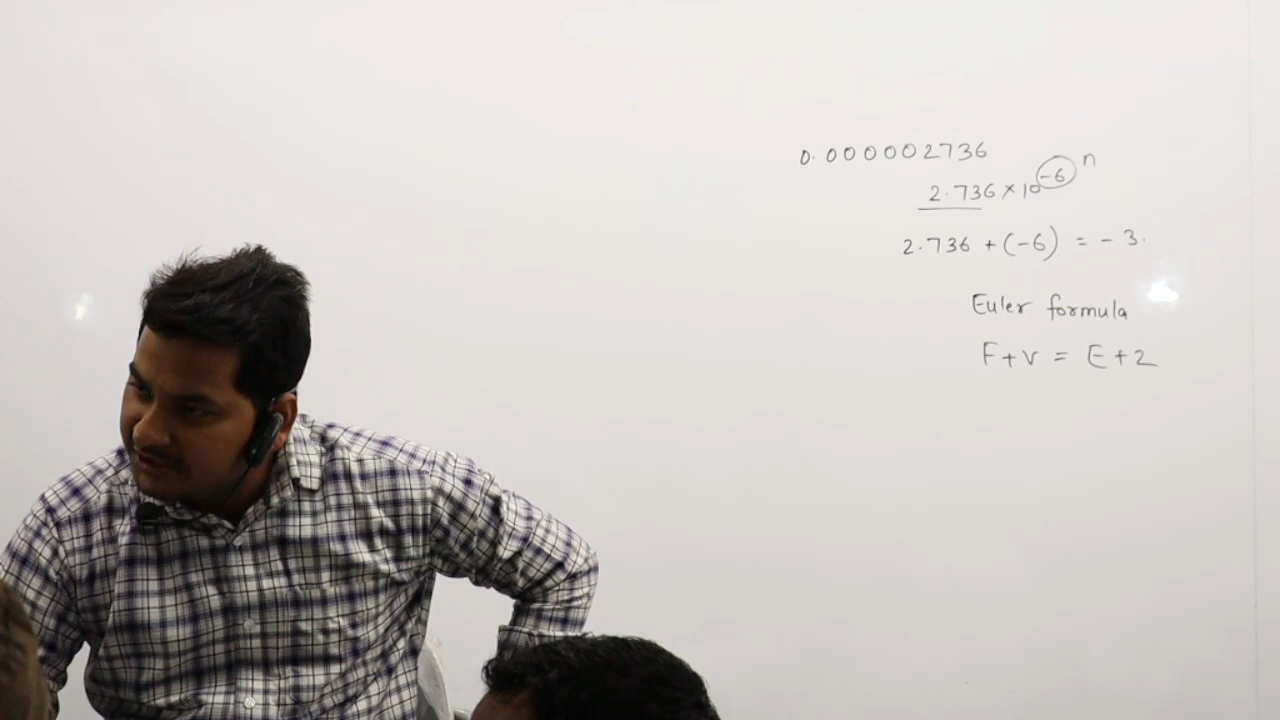 0.000002736
2.736 × 10⁻⁶ n
2.736 + (-6) = - 3.
Euler formula
F+V = E+2